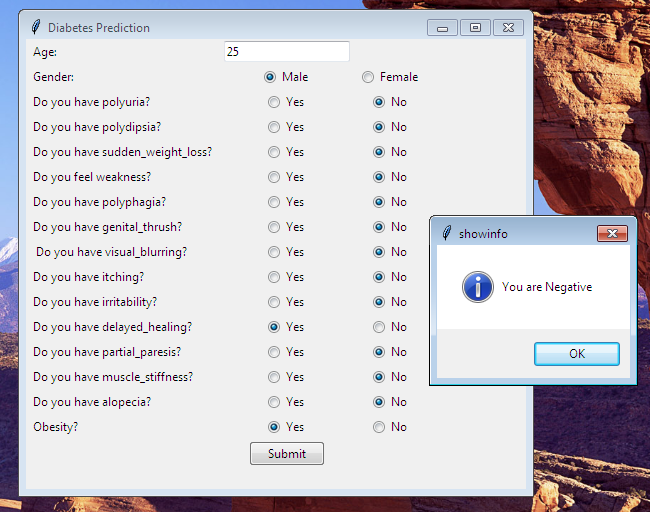 Diabetes Prediction
Age: 25
Gender: Male Female
Do you have polyuria? Yes No
Do you have polydipsia? Yes No
Do you have sudden_weight_loss? Yes No
Do you feel weakness? Yes No
Do you have polyphagia? Yes No
Do you have genital_thrush? Yes No
Do you have visual_blurring? Yes No
Do you have itching? Yes No
Do you have irritability? Yes No
Do you have delayed_healing? Yes No
Do you have partial_paresis? Yes No
Do you have muscle_stiffness? Yes No
Do you have alopecia? Yes No
Obesity? Yes No
Submit
showinfo
You are Negative
OK